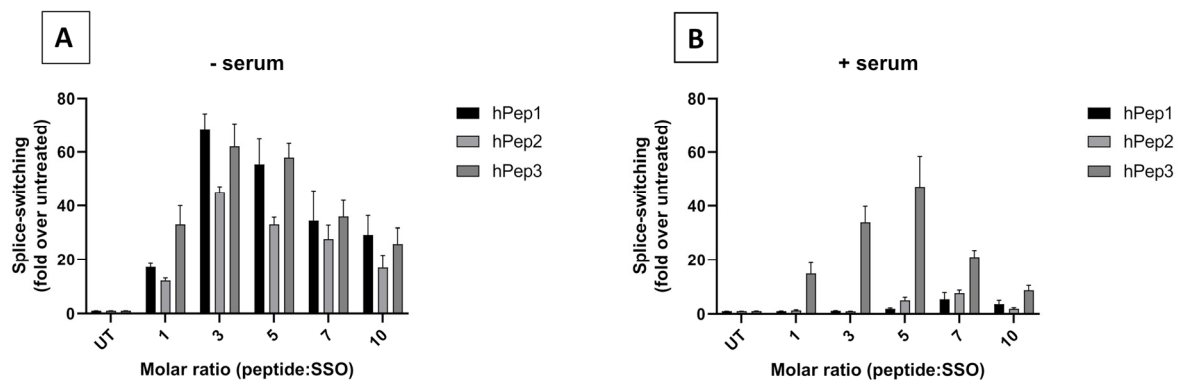 A
- serum
Splice-switching
(fold over untreated)
80
60
40
20
0
UT
1
3
5
7
10
Molar ratio (peptide:SSO)
hPep1
hPep2
hPep3
B
+ serum
Splice-switching
(fold over untreated)
80
60
40
20
0
UT
1
3
5
7
10
Molar ratio (peptide:SSO)
hPep1
hPep2
hPep3